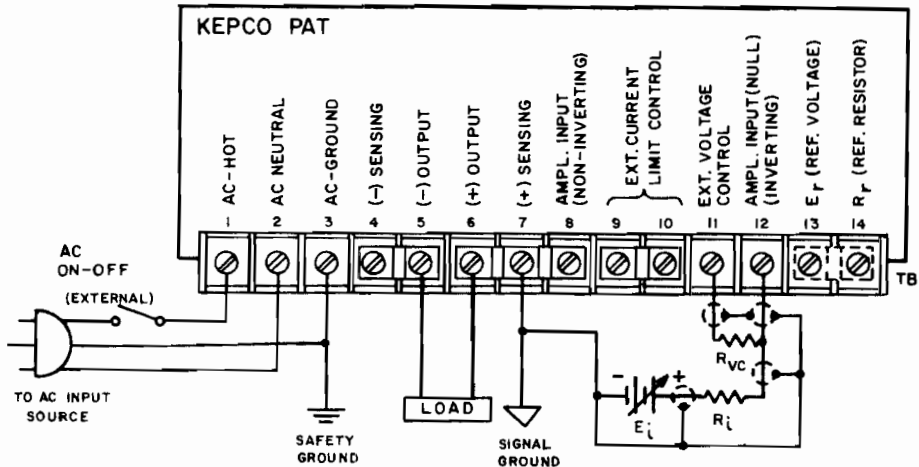 KEPCO PAT
AC-HOT
AC NEUTRAL
AC-GROUND
(-) SENSING
(-) OUTPUT
(+) OUTPUT
(+) SENSING
AMPL. INPUT
(NON-INVERTING)
EXT. CURRENT
LIMIT CONTROL
EXT. VOLTAGE
CONTROL
AMPL. INPUT (NULL)
(INVERTING)
Er (REF. VOLTAGE)
Rr (REF. RESISTOR)
1 2 3 4 5 6 7 8 9 10 11 12 13 14
TB
AC
ON-OFF
(EXTERNAL)
TO AC INPUT
SOURCE
SAFETY
GROUND
LOAD
SIGNAL
GROUND
- +
Ei
Ri
RVC